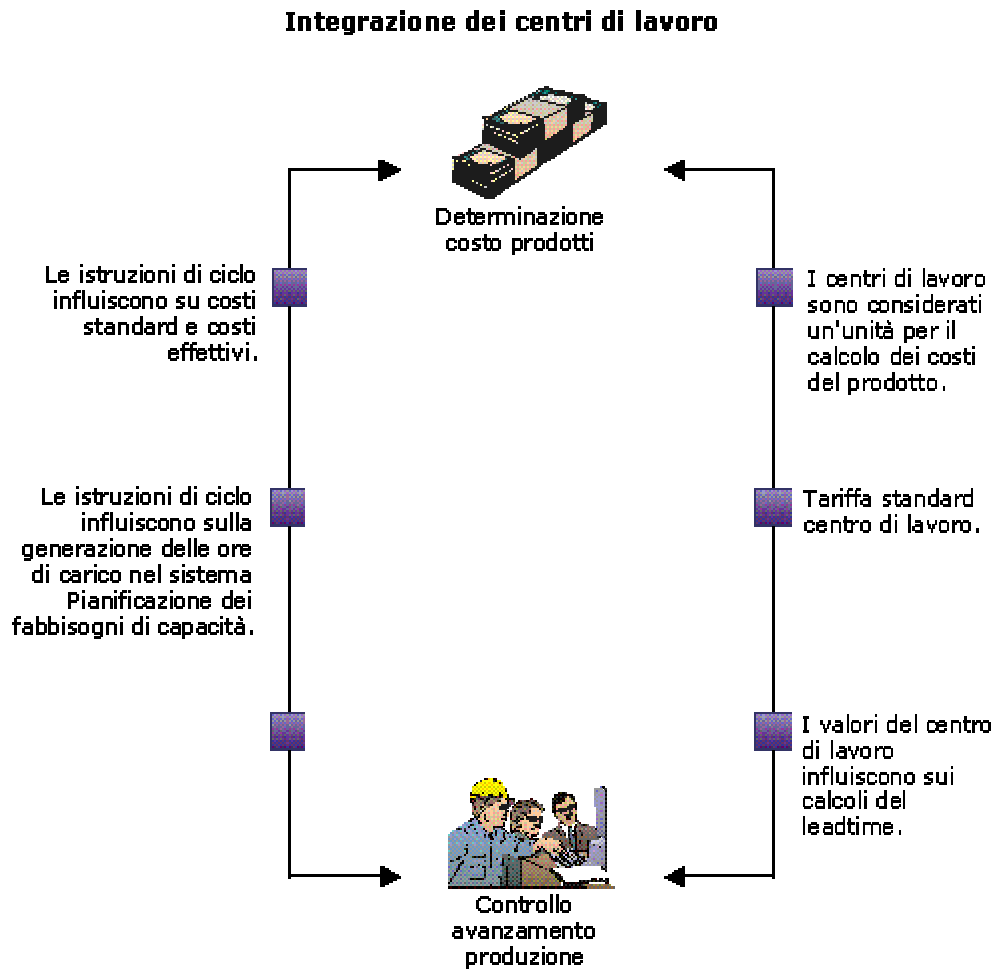 Integrazione dei centri di lavoro
Determinazione
costo prodotti
Le istruzioni di ciclo
influiscono su costi
standard e costi
effettivi.
I centri di lavoro
sono considerati
un'unità per il
calcolo dei costi
del prodotto.
Le istruzioni di ciclo
influiscono sulla
generazione delle ore
di carico nel sistema
Pianificazione dei
fabbisogni di capacità.
Tariffa standard
centro di lavoro.
I valori del centro
di lavoro
influiscono sui
calcoli del
leadtime.
Controllo
avanzamento
produzione